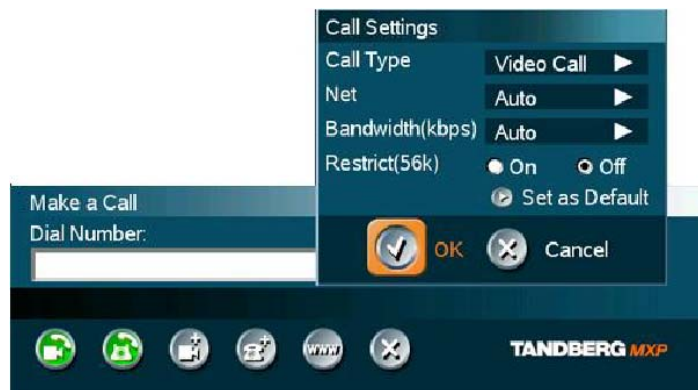 Call Settings
Call Type Video Call
Net Auto
Bandwidth(kbps) Auto
Restrict(56k) On Off
Set as Default
OK Cancel
Make a Call
Dial Number:
www
TANDBERG MXP